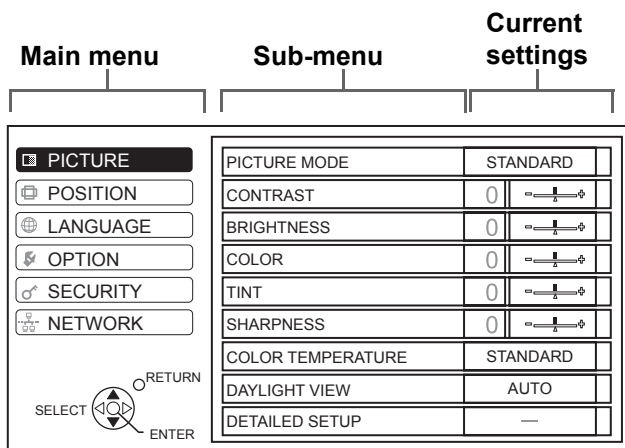 Main menu
Sub-menu
Current settings
PICTURE
POSITION
LANGUAGE
OPTION
SECURITY
NETWORK
RETURN
SELECT
ENTER
PICTURE MODE STANDARD
CONTRAST 0 - +
BRIGHTNESS 0 - +
COLOR 0 - +
TINT 0 - +
SHARPNESS 0 - +
COLOR TEMPERATURE STANDARD
DAYLIGHT VIEW AUTO
DETAILED SETUP —